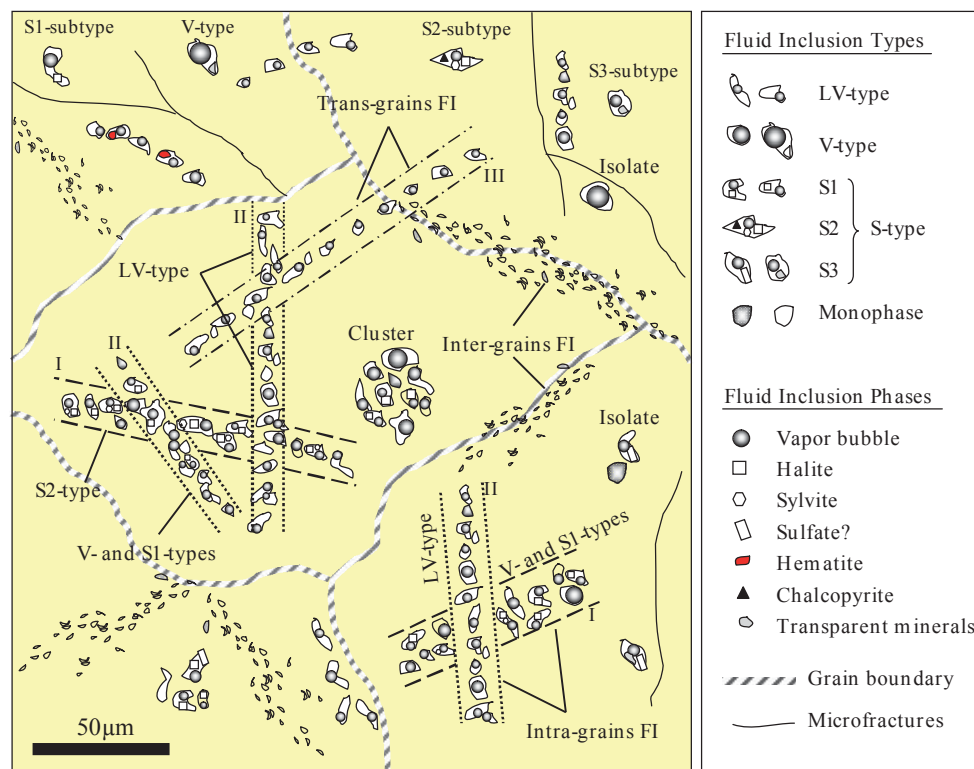 S1-subtype
V-type
S2-subtype
S3-subtype
Trans-grains FI
Isolate
III
II
LV-type
Inter-grains FI
Cluster
II
I
Isolate
S2-type
V- and S1-types
II
LV-type
V- and S1-types
I
Intra-grains FI
50μm
Fluid Inclusion Types
LV-type
V-type
S1
S2
S-type
S3
Monophase
Fluid Inclusion Phases
Vapor bubble
Halite
Sylvite
Sulfate?
Hematite
Chalcopyrite
Transparent minerals
Grain boundary
Microfractures